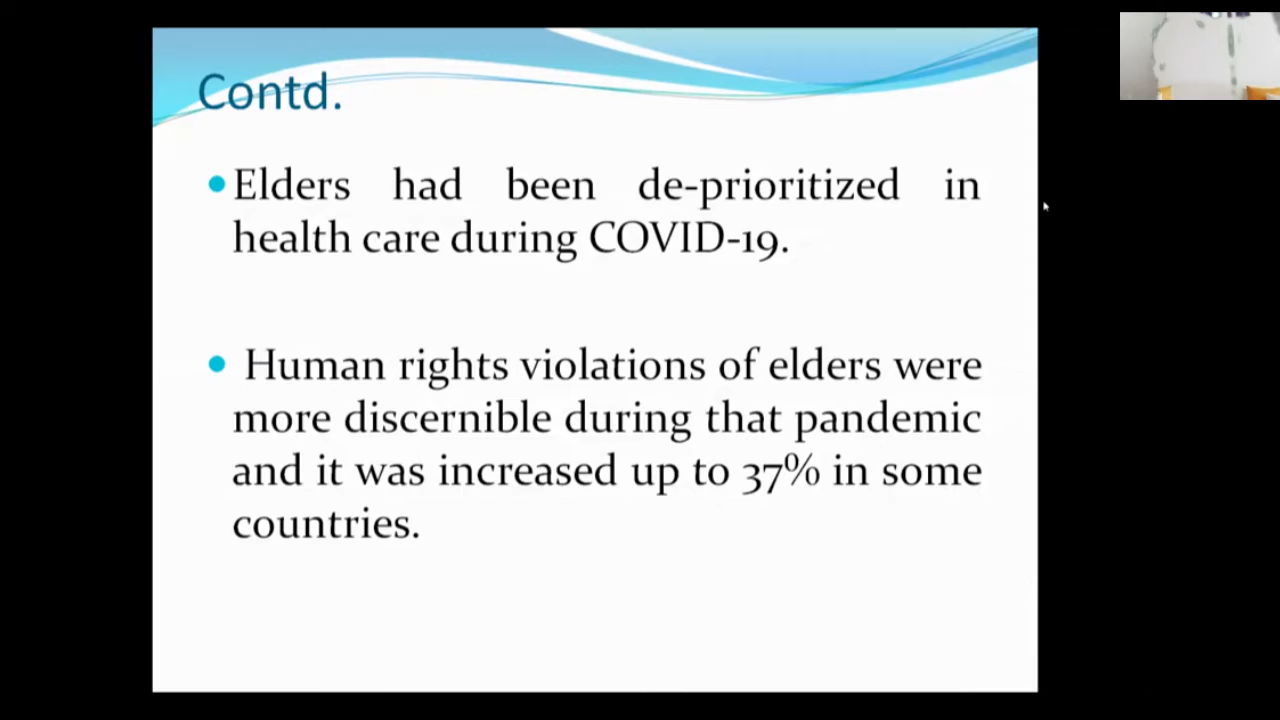 Contd.
Elders had been de-prioritized in
health care during COVID-19.
Human rights violations of elders were
more discernible during that pandemic
and it was increased up to 37% in some
countries.